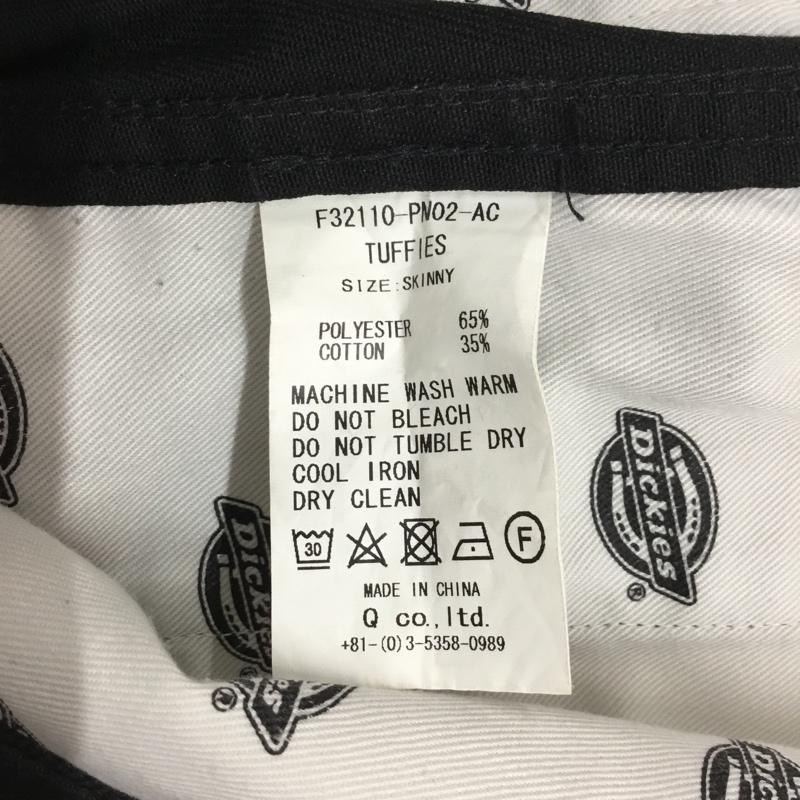 F32110-PN02-AC
TUFFIES
SIZE:SKINNY
POLYESTER 65%
COTTON 35%
MACHINE WASH WARM
DO NOT BLEACH
DO NOT TUMBLE DRY
COOL IRON
DRY CLEAN
30
F
MADE IN CHINA
Q co.,ltd.
+81-(0)3-5358-0989
Dickies
®
Dickies
®
Dickies